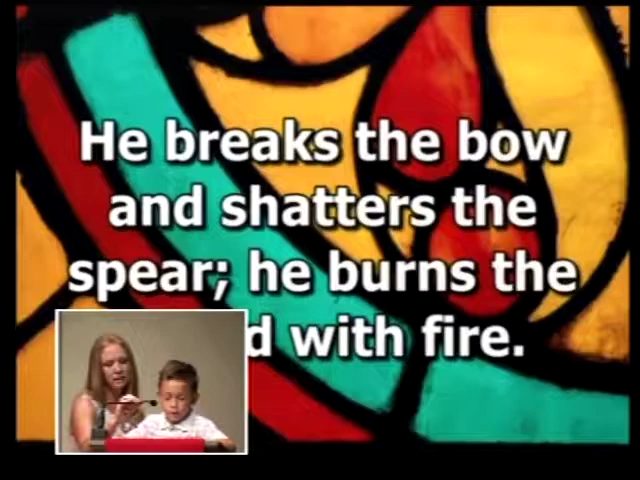 He breaks the bow
and shatters the
spear; he burns the
d with fire.